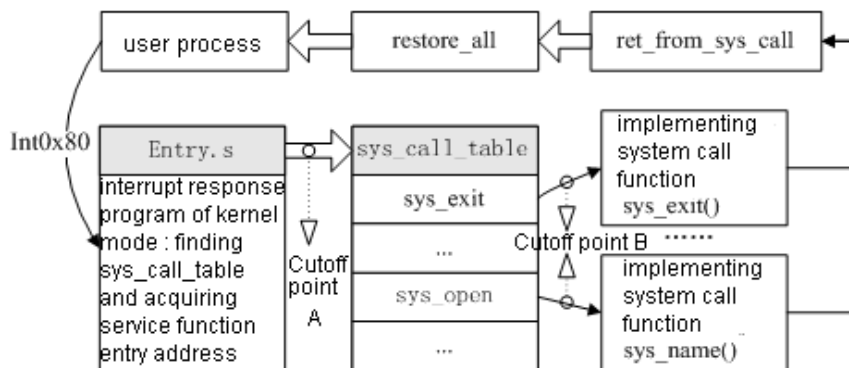 user process
restore_all
ret_from_sys_call
Int0x80
Entry.s
interrupt response
program of kernel
mode : finding
sys_call_table
and acquiring
service function
entry address
Cutoff
point
A
sys_call_table
sys_exit
...
sys_open
...
Cutoff point B
implementing
system call
function
sys_exit()
......
implementing
system call
function
sys_name()